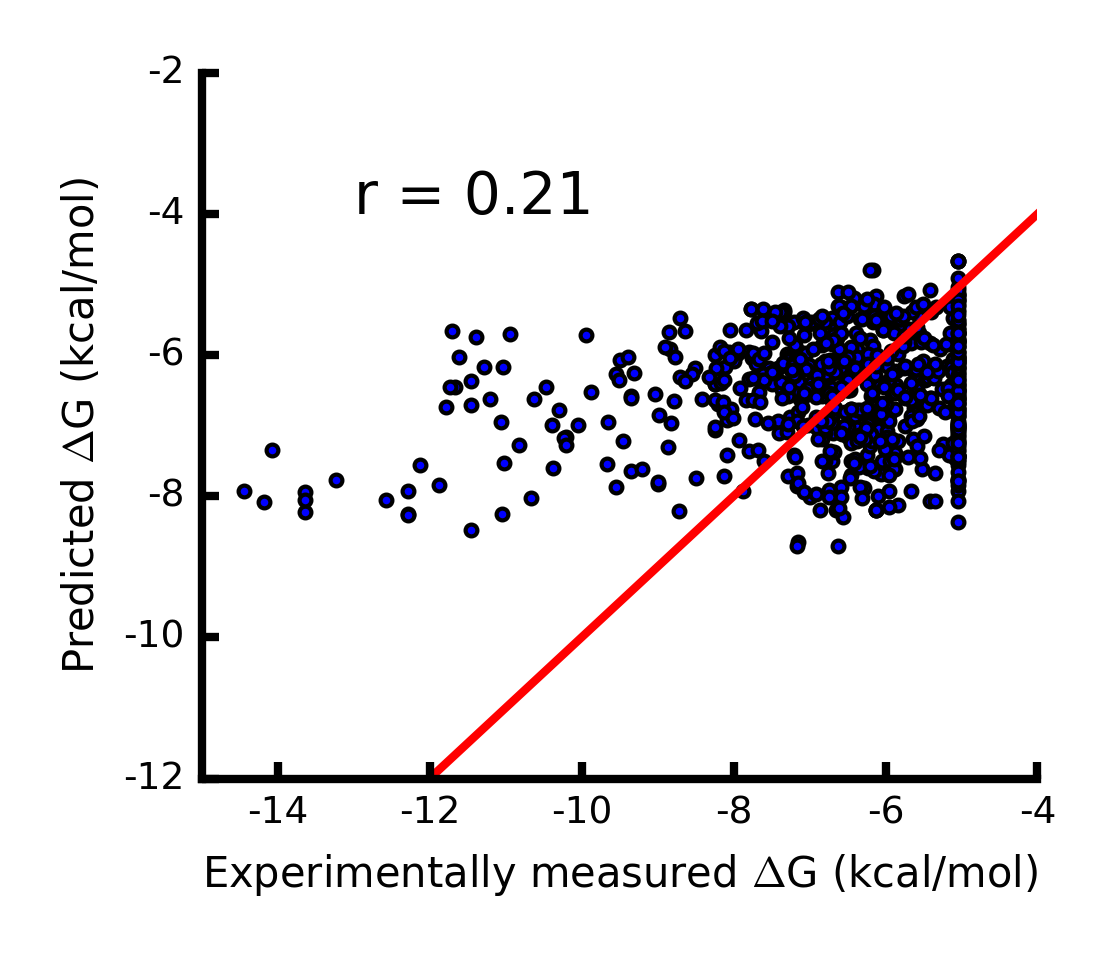 -2
-4
-6
-8
-10
-12
Predicted ΔG (kcal/mol)
r = 0.21
-14 -12 -10 -8 -6 -4
Experimentally measured ΔG (kcal/mol)